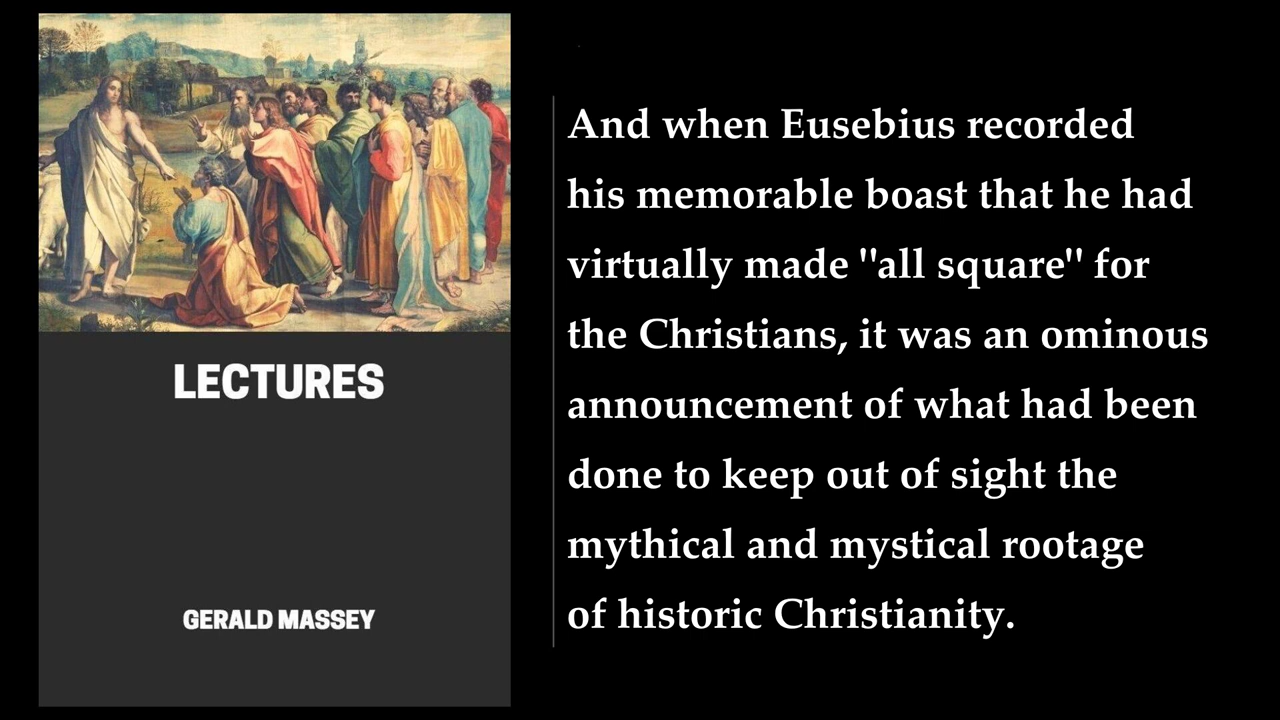 LECTURES
GERALD MASSEY
And when Eusebius recorded
his memorable boast that he had
virtually made "all square" for
the Christians, it was an ominous
announcement of what had been
done to keep out of sight the
mythical and mystical rootage
of historic Christianity.